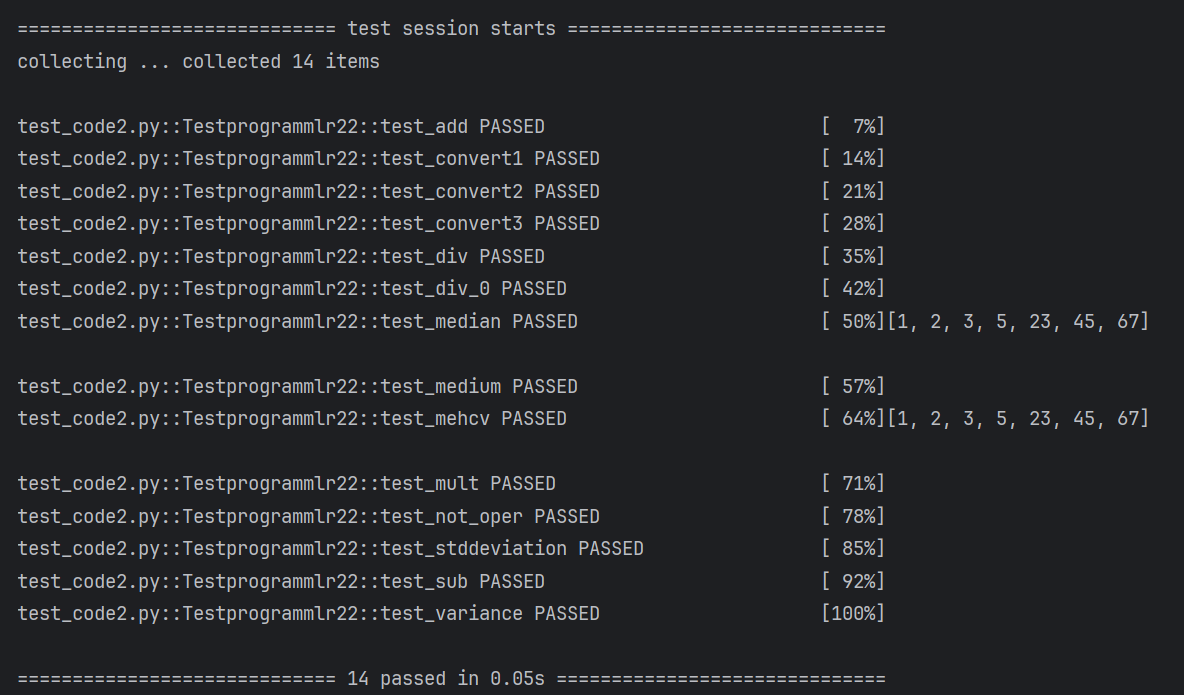 ============================= test session starts =============================
collecting ... collected 14 items
test_code2.py::Testprogrammlr22::test_add PASSED                         [  7%]
test_code2.py::Testprogrammlr22::test_convert1 PASSED                    [ 14%]
test_code2.py::Testprogrammlr22::test_convert2 PASSED                    [ 21%]
test_code2.py::Testprogrammlr22::test_convert3 PASSED                    [ 28%]
test_code2.py::Testprogrammlr22::test_div PASSED                         [ 35%]
test_code2.py::Testprogrammlr22::test_div_0 PASSED                       [ 42%]
test_code2.py::Testprogrammlr22::test_median PASSED                      [ 50%][1, 2, 3, 5, 23, 45, 67]
test_code2.py::Testprogrammlr22::test_medium PASSED                      [ 57%]
test_code2.py::Testprogrammlr22::test_mehcv PASSED                       [ 64%][1, 2, 3, 5, 23, 45, 67]
test_code2.py::Testprogrammlr22::test_mult PASSED                        [ 71%]
test_code2.py::Testprogrammlr22::test_not_oper PASSED                    [ 78%]
test_code2.py::Testprogrammlr22::test_stddeviation PASSED                [ 85%]
test_code2.py::Testprogrammlr22::test_sub PASSED                         [ 92%]
test_code2.py::Testprogrammlr22::test_variance PASSED                    [100%]
============================= 14 passed in 0.05s ==============================